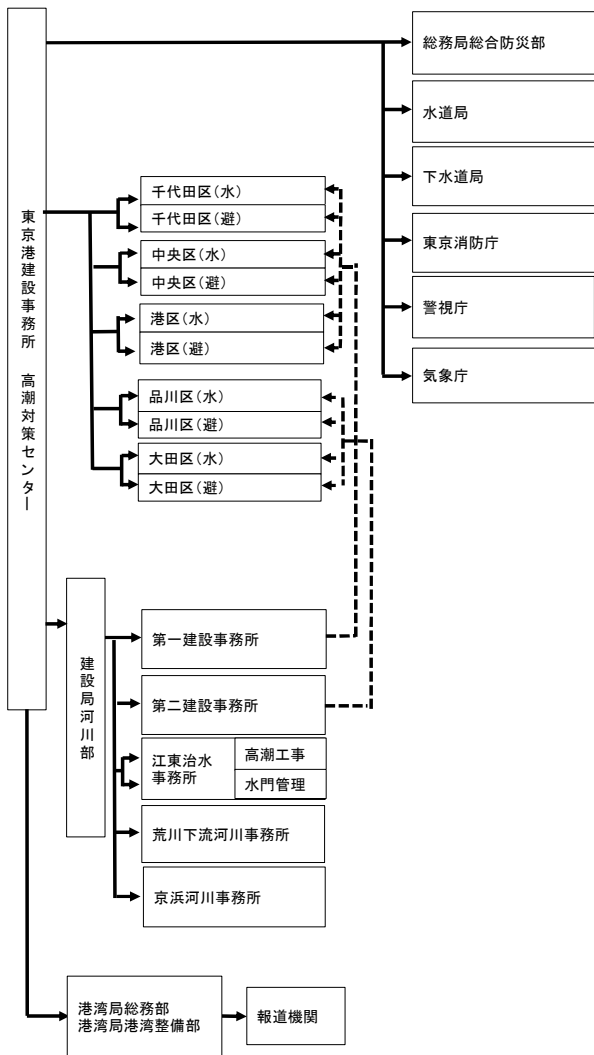 東京港建設事務所 高潮対策センター
総務局総合防災部
水道局
下水道局
東京消防庁
警視庁
気象庁
千代田区(水)
千代田区(避)
中央区(水)
中央区(避)
港区(水)
港区(避)
品川区(水)
品川区(避)
大田区(水)
大田区(避)
建設局河川部
第一建設事務所
第二建設事務所
江東治水
事務所
高潮工事
水門管理
荒川下流河川事務所
京浜河川事務所
港湾局総務部
港湾局港湾整備部
報道機関